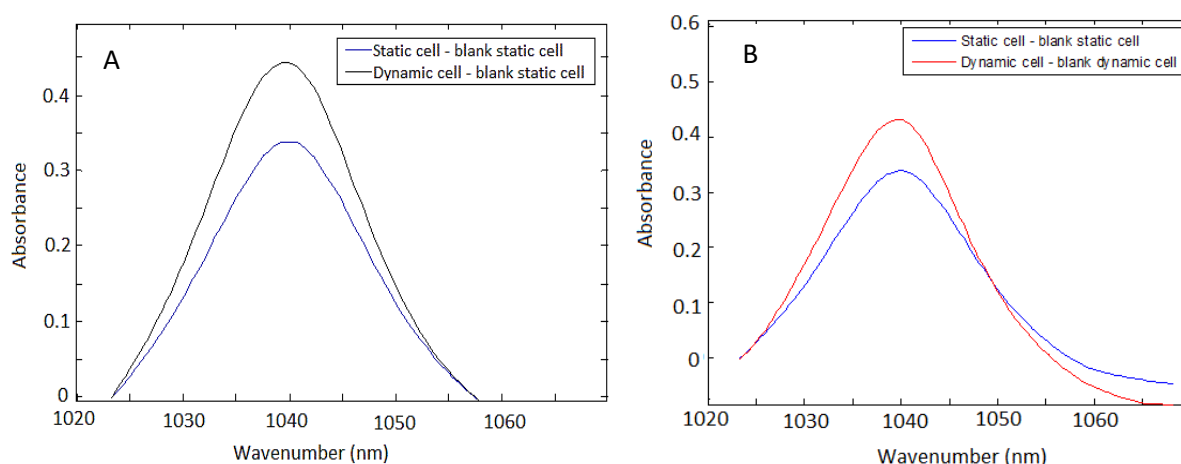 A
Static cell - blank static cell
Dynamic cell - blank static cell
0.4
0.3
0.2
0.1
0
Absorbance
1020
1030
1040
1050
1060
Wavenumber (nm)
B
Static cell - blank static cell
Dynamic cell - blank dynamic cell
0.6
0.5
0.4
0.3
0.2
0.1
0
Absorbance
1020
1030
1040
1050
1060
Wavenumber (nm)